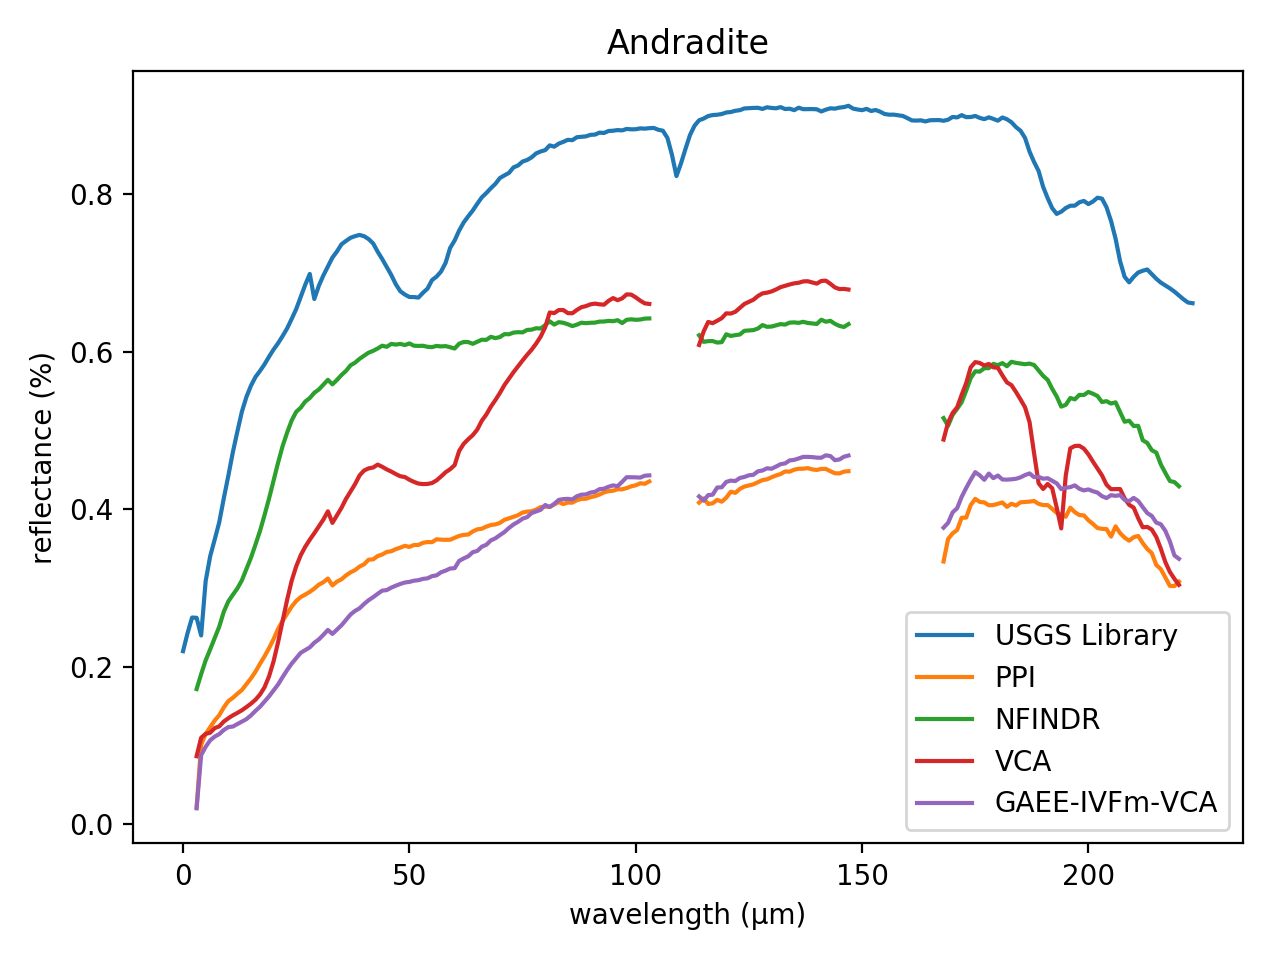 Andradite
reflectance (%)
0.8
0.6
0.4
0.2
0.0
0 50 100 150 200
wavelength (µm)
USGS Library
PPI
NFINDR
VCA
GAEE-IVFm-VCA